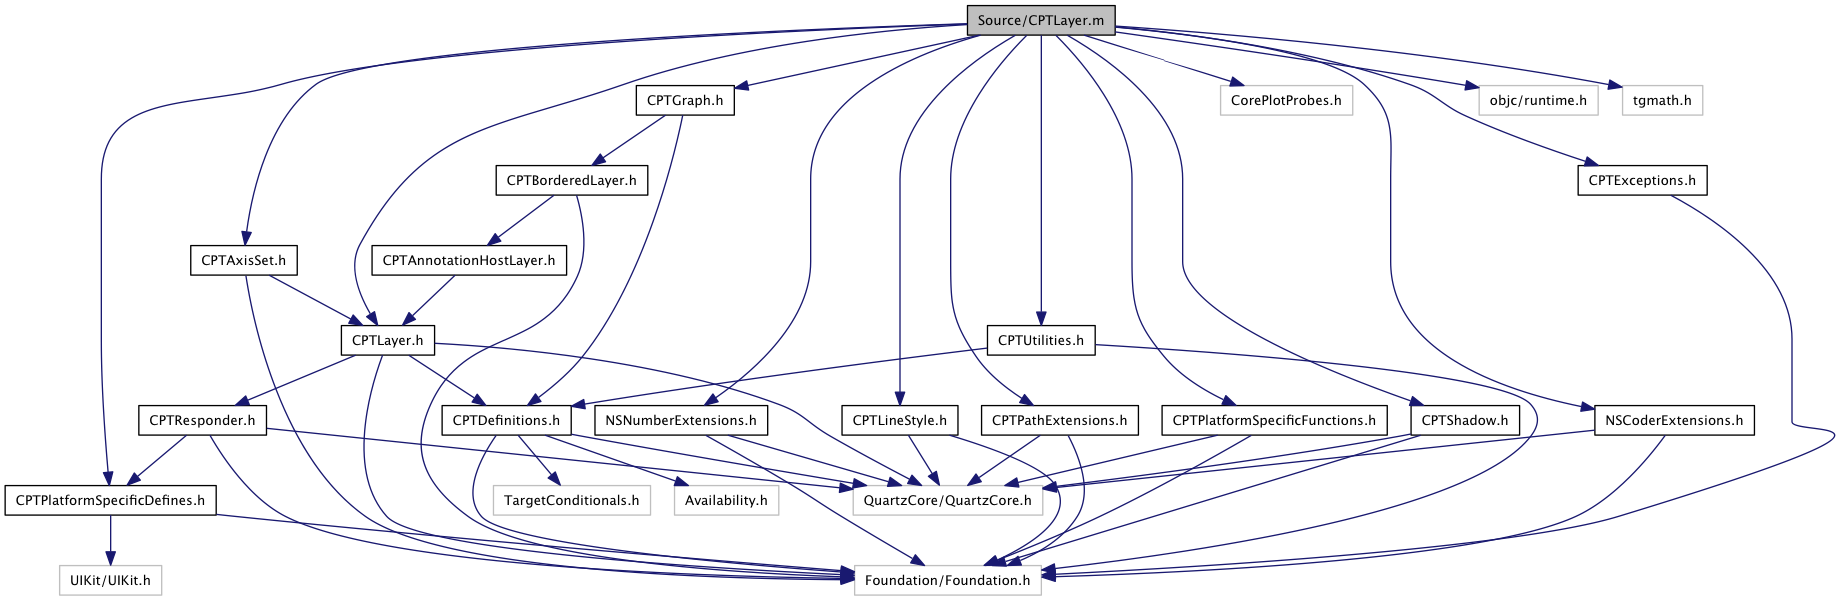 Source/CPTLayer.m
CPTGraph.h
CorePlotProbes.h
objc/runtime.h
tgmath.h
CPTBorderedLayer.h
CPTExceptions.h
CPTAxisSet.h
CPTAnnotationHostLayer.h
CPTLayer.h
CPTUtilities.h
CPTResponder.h
CPTDefinitions.h
NSNumberExtensions.h
CPTLineStyle.h
CPTPathExtensions.h
CPTPlatformSpecificFunctions.h
CPTShadow.h
NSCoderExtensions.h
CPTPlatformSpecificDefines.h
TargetConditionals.h
Availability.h
QuartzCore/QuartzCore.h
UIKit/UIKit.h
Foundation/Foundation.h